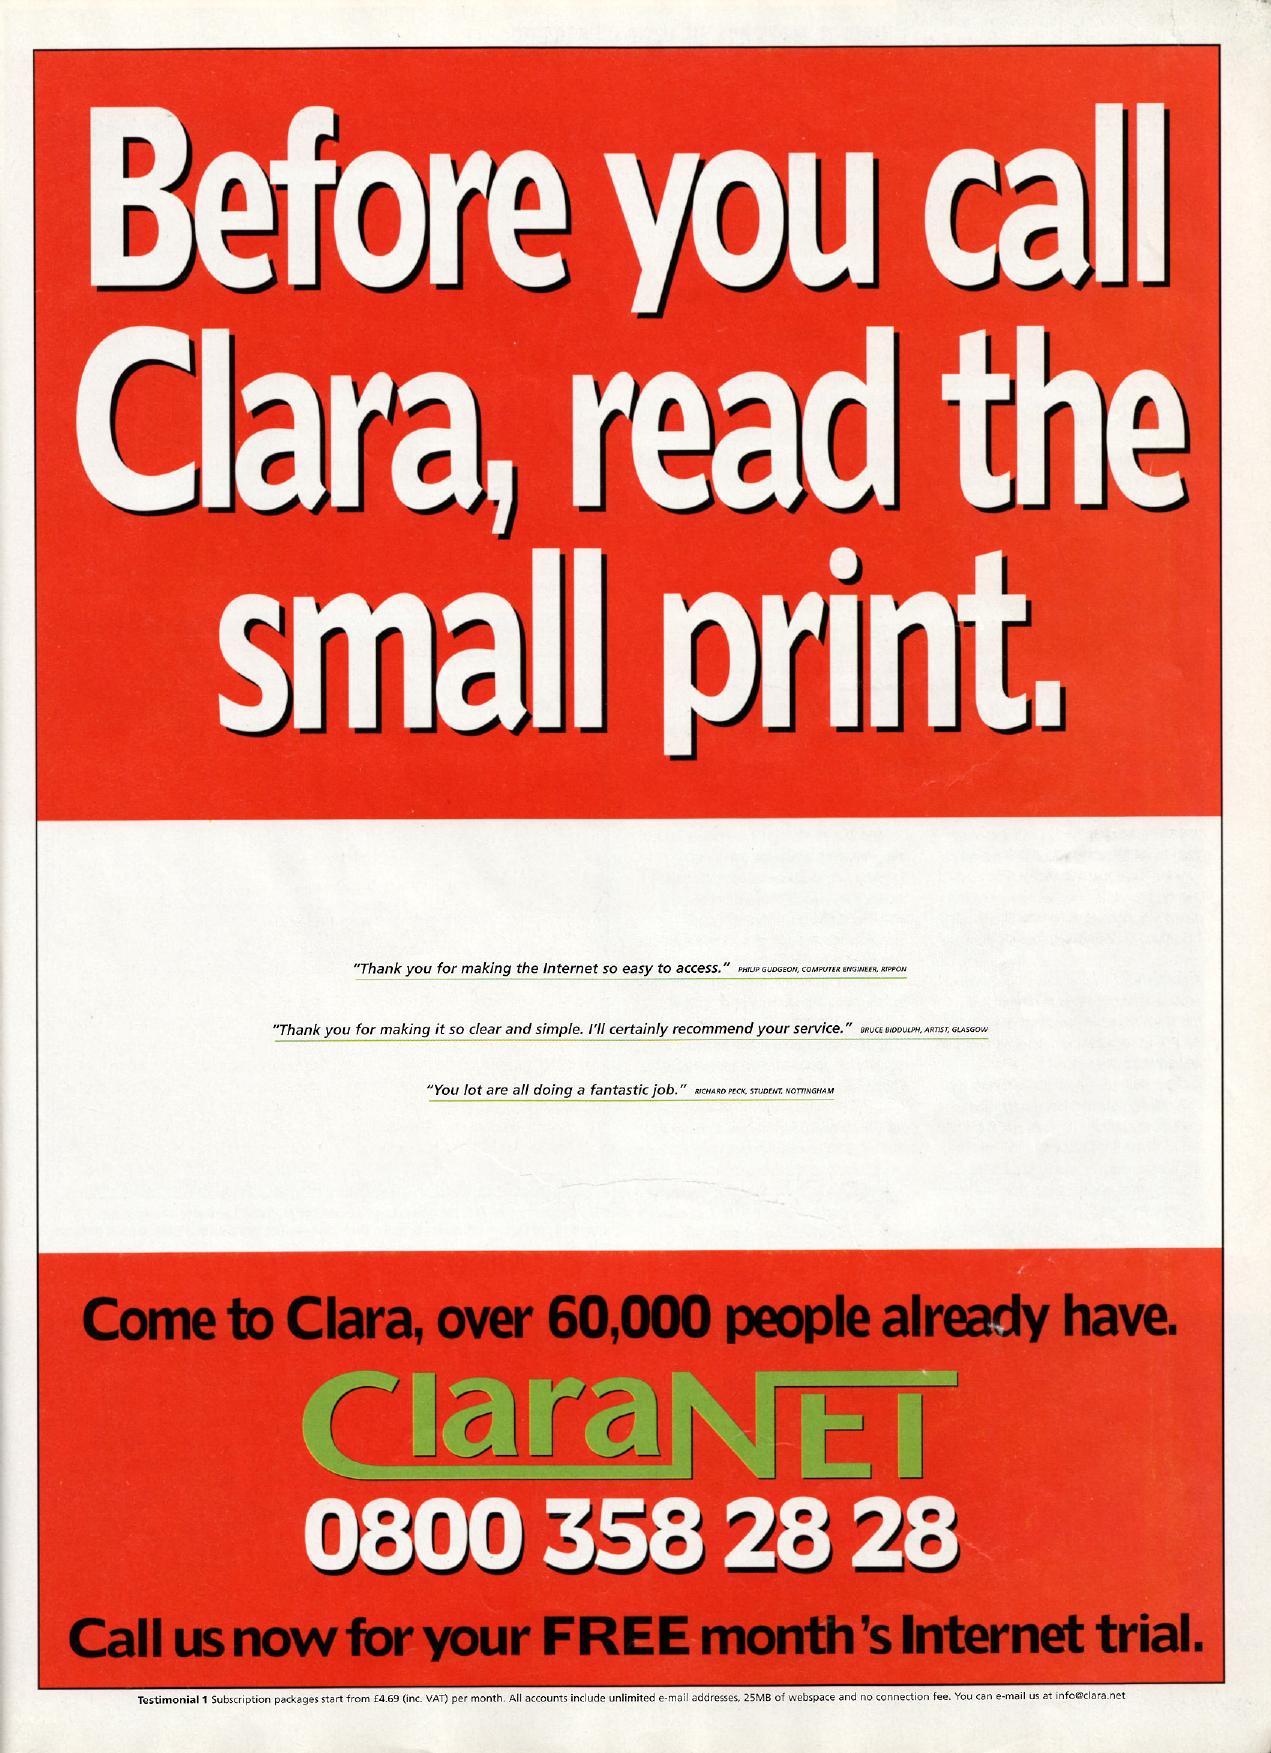 Before you call
Clara, read the
small print.
"Thank you for making the Internet so easy to access." PHILIP GUDGEON, COMPUTER ENGINEER, RIPPON
"Thank you for making it so clear and simple. I'll certainly recommend your service." BRUCE BIDDULPH, ARTIST, GLASGOW
"You lot are all doing a fantastic job." RICHARD PECK, STUDENT, NOTTINGHAM
Come to Clara, over 60,000 people already have.
ClaraNET
0800 358 28 28
Call us now for your FREE month's Internet trial.
Testimonial 1 Subscription packages start from £4.69 (inc. VAT) per month. All accounts include unlimited e-mail addresses, 25MB of webspace and no connection fee. You can e-mail us at info@clara.net